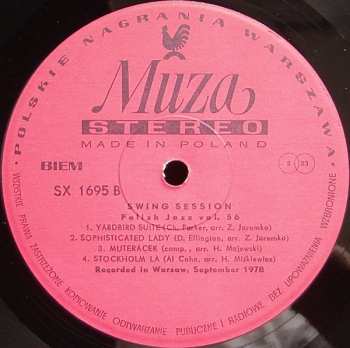 POLSKIE NAGRANIA WARSZAWA
Muza
STEREO
MADE IN POLAND
BIEM
33
SX 1695 B
SWING SESSION
Polish Jazz vol. 56
1. YARDBIRD SUITE (Ch. Parker, arr. Z. Jaremko)
2. SOPHISTICATED LADY (D. Ellington, arr. Z. Jaremko)
3. MUTERACEK (comp., arr. H. Majewski)
4. STOCKHOLM LA (Al Cohn, arr. H. Miśkiewicz)
Recorded in Warsaw, September 1978
WSZELKIE PRAWA ZASTRZEŻONE KOPIOWANIE ODTWARZANIE PUBLICZNE I RADIOWE BEZ UPOWAŻNIENIA WZBRONIONE